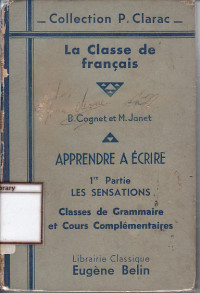 Collection P. Clarac
La Classe de
français
B. Cognet et M. Janet
APPRENDRE A ÉCRIRE
1re Partie
LES SENSATIONS
Classes de Grammaire
et Cours Complémentaires
Librairie Classique
Eugène Belin